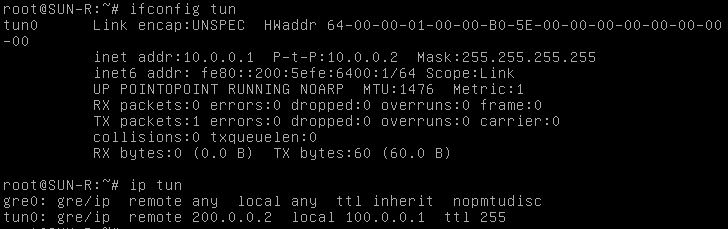 root@SUN-R:~# ifconfig tun
tun0      Link encap:UNSPEC  HWaddr 64-00-00-01-00-00-B0-5E-00-00-00-00-00-00-00
-00
          inet addr:10.0.0.1  P-t-P:10.0.0.2  Mask:255.255.255.255
          inet6 addr: fe80::200:5efe:6400:1/64 Scope:Link
          UP POINTOPOINT RUNNING NOARP  MTU:1476  Metric:1
          RX packets:0 errors:0 dropped:0 overruns:0 frame:0
          TX packets:1 errors:0 dropped:0 overruns:0 carrier:0
          collisions:0 txqueuelen:0
          RX bytes:0 (0.0 B)  TX bytes:60 (60.0 B)
root@SUN-R:~# ip tun
gre0: gre/ip  remote any  local any  ttl inherit  nopmtudisc
tun0: gre/ip  remote 200.0.0.2  local 100.0.0.1  ttl 255
root@SUN-R:~#